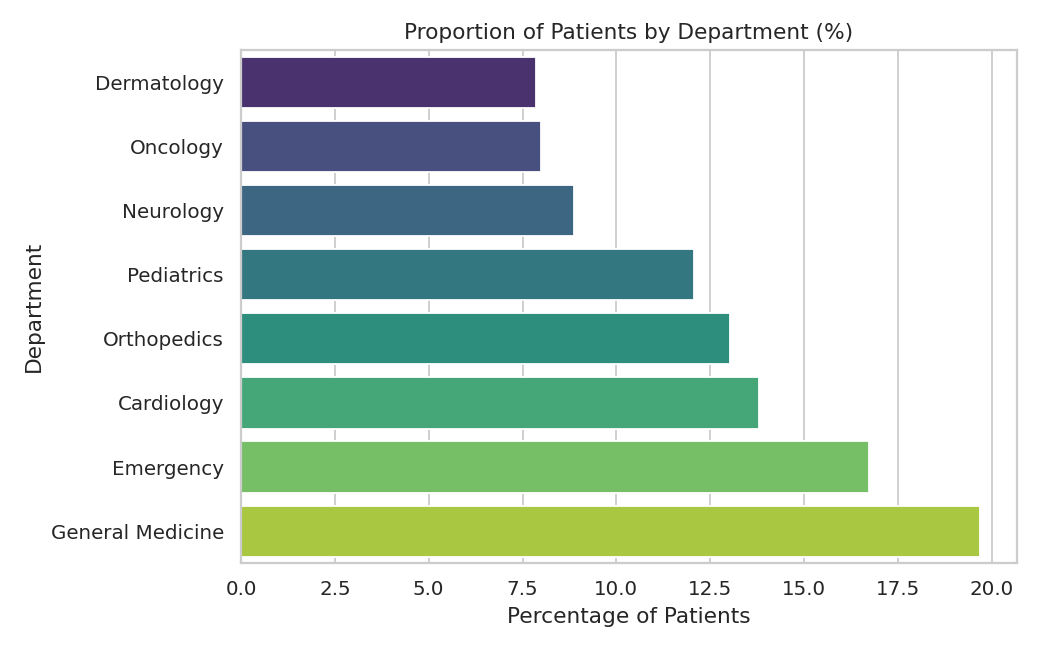 Proportion of Patients by Department (%)
Dermatology
Oncology
Neurology
Pediatrics
Orthopedics
Cardiology
Emergency
General Medicine
Department
0.0 2.5 5.0 7.5 10.0 12.5 15.0 17.5 20.0
Percentage of Patients